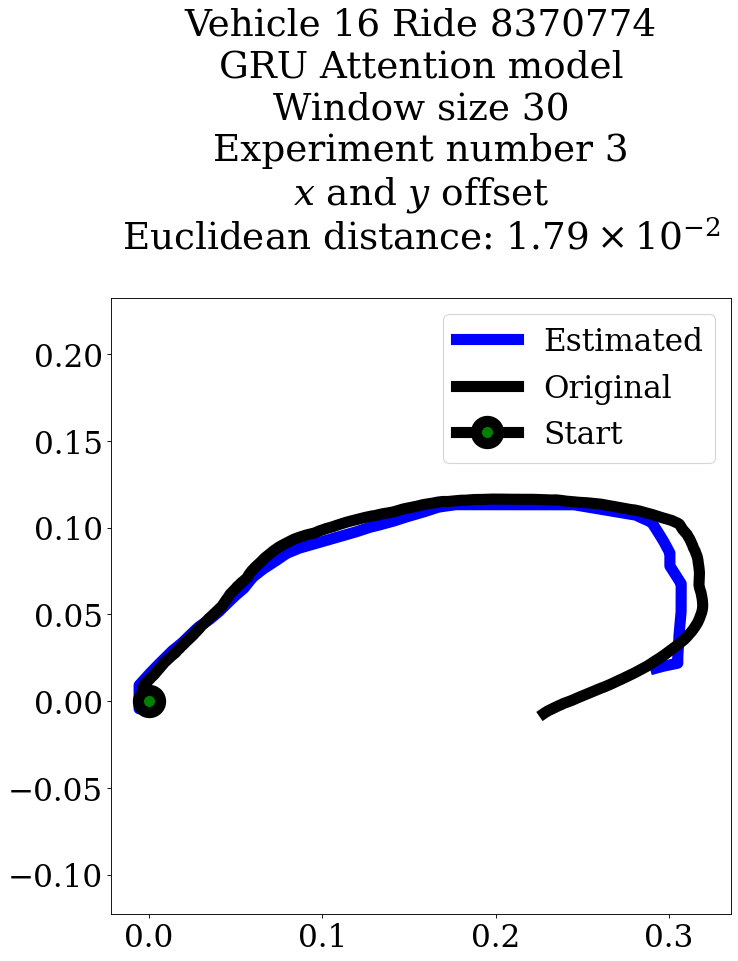 Vehicle 16 Ride 8370774
GRU Attention model
Window size 30
Experiment number 3
x and y offset
Euclidean distance: 1.79 × 10⁻²
Estimated
Original
Start
0.20
0.15
0.10
0.05
0.00
−0.05
−0.10
0.0 0.1 0.2 0.3